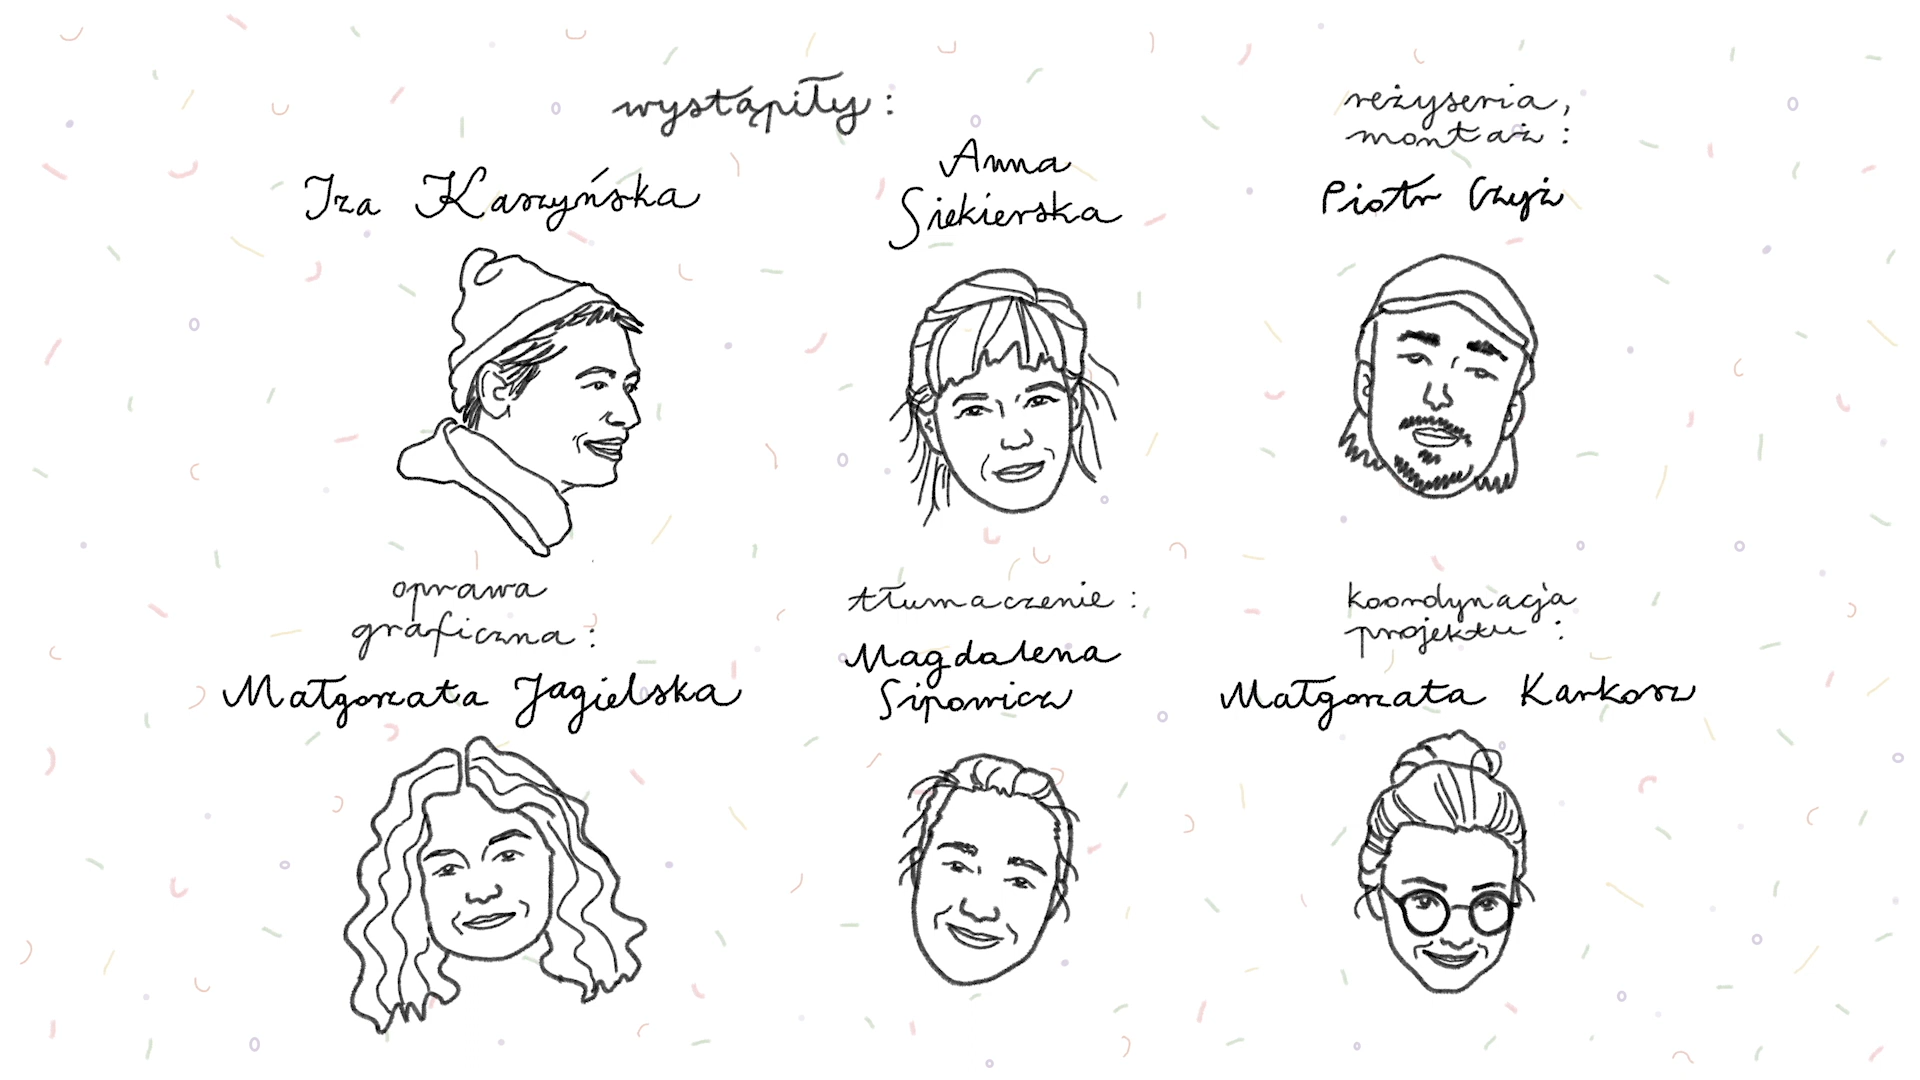 wystąpiły:
Iza Kaszyńska
Anna
Siekierska
reżyseria,
montaż:
Piotr Czyż
oprawa
graficzna:
Małgorzata Jagielska
tłumaczenie:
Magdalena
Sipowicz
koordynacja
projektu:
Małgorzata Karkosz